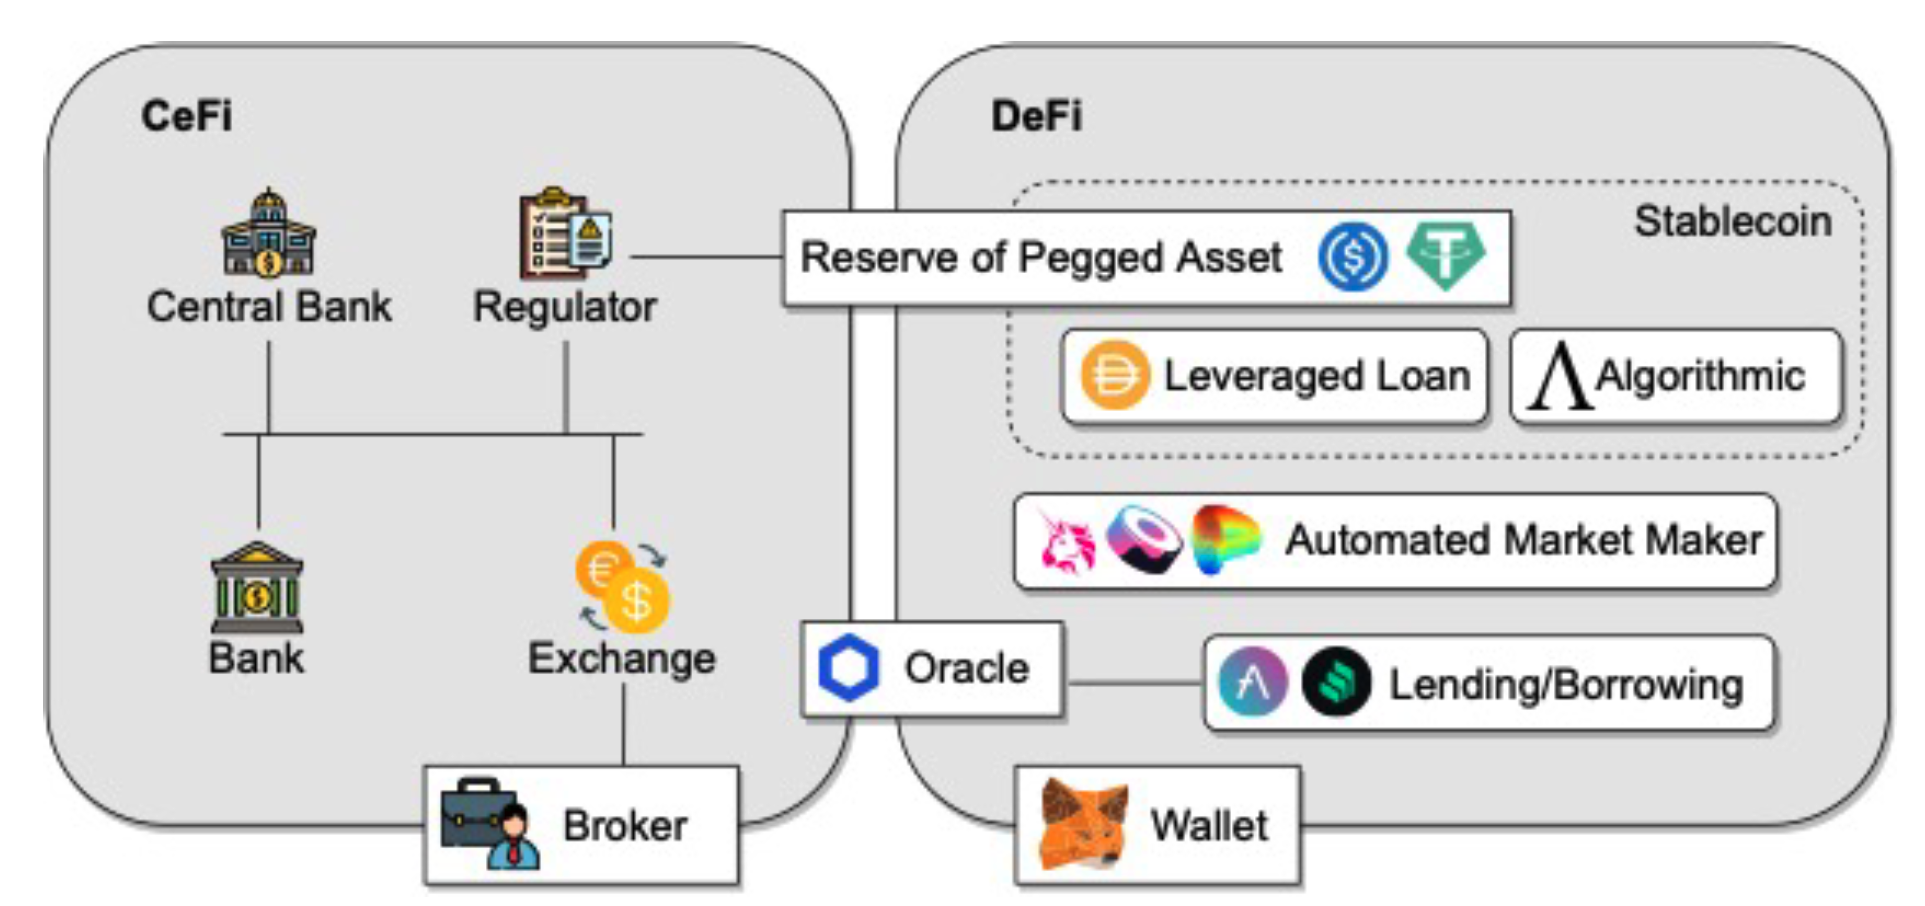 CeFi
DeFi
Stablecoin
Reserve of Pegged Asset
Central Bank
Regulator
Leveraged Loan
Algorithmic
Automated Market Maker
Bank
Exchange
Oracle
Lending/Borrowing
Broker
Wallet